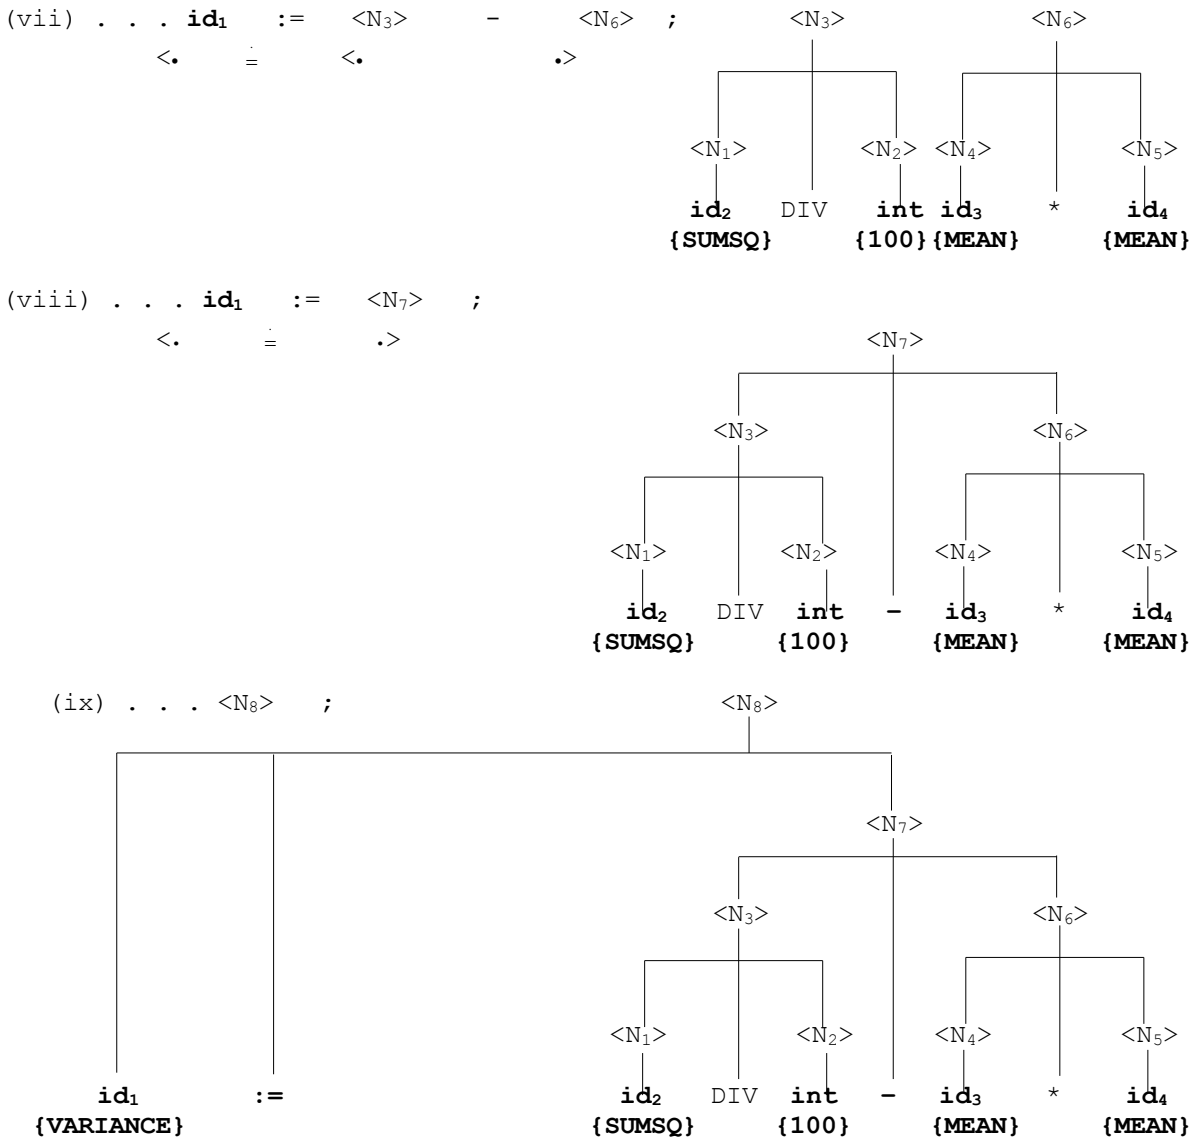 (vii) . . . id₁ := <N₃> – <N₆> ; <N₃> <N₆>
<• ≐ <• •>
<N₁> <N₂> <N₄> <N₅>
id₂ DIV int id₃ * id₄
{SUMSQ} {100} {MEAN} {MEAN}
(viii) . . . id₁ := <N₇> ;
<• ≐ •>
<N₇>
<N₃> <N₆>
<N₁> <N₂> <N₄> <N₅>
id₂ DIV int – id₃ * id₄
{SUMSQ} {100} {MEAN} {MEAN}
(ix) . . . <N₈> ; <N₈>
<N₇>
<N₃> <N₆>
<N₁> <N₂> <N₄> <N₅>
id₁ := id₂ DIV int – id₃ * id₄
{VARIANCE} {SUMSQ} {100} {MEAN} {MEAN}